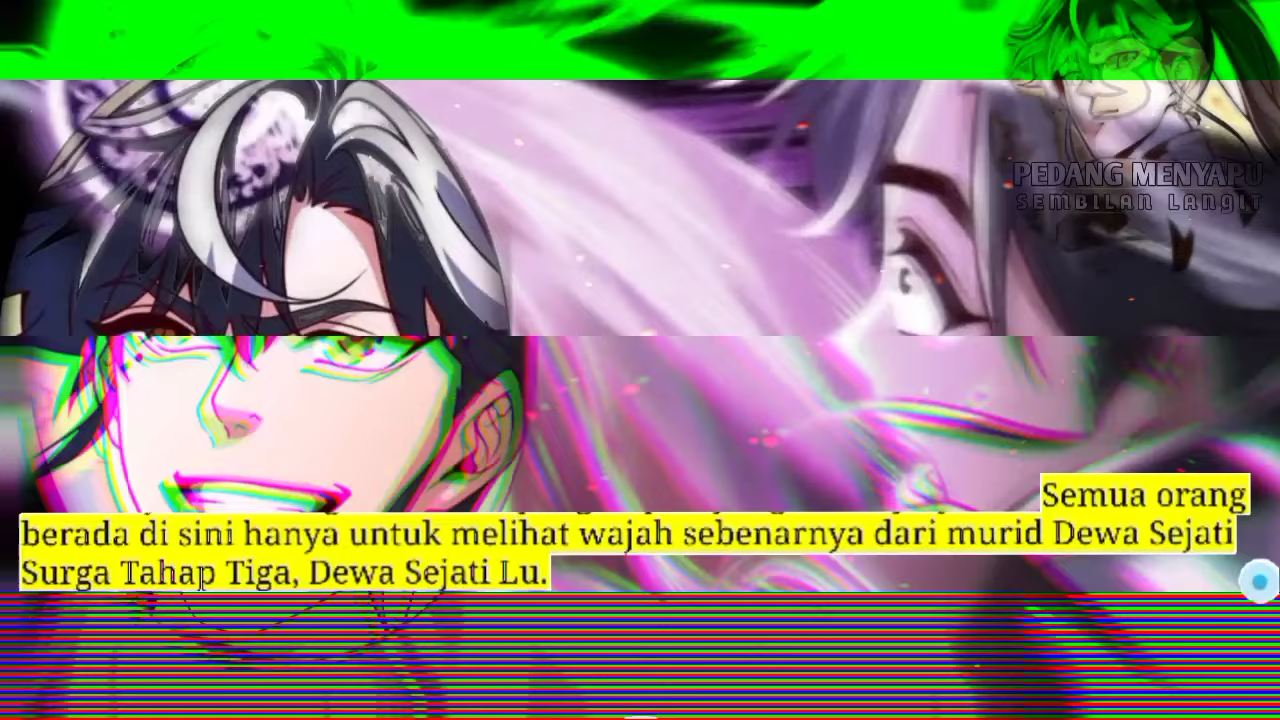 PEDANG MENYAPU
SEMBILAN LANGIT
Semua orang
berada di sini hanya untuk melihat wajah sebenarnya dari murid Dewa Sejati
Surga Tahap Tiga, Dewa Sejati Lu.